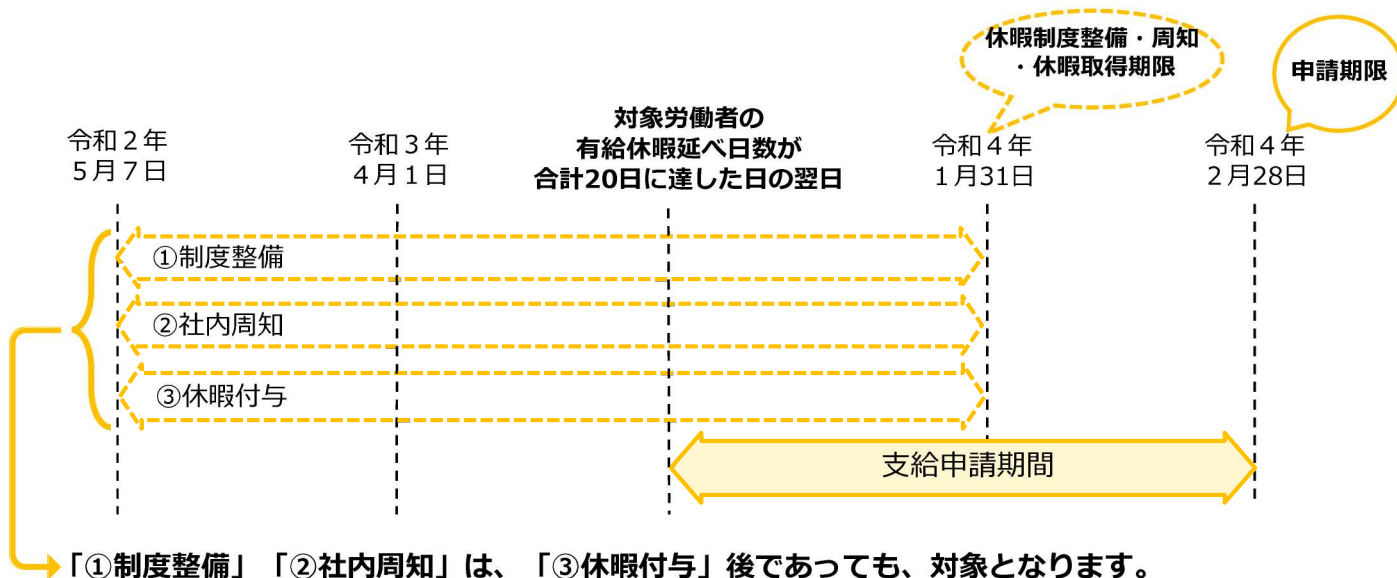 休暇制度整備・周知
・休暇取得期限
申請期限
令和２年
５月７日
令和３年
４月１日
対象労働者の
有給休暇延べ日数が
合計20日に達した日の翌日
令和４年
１月31日
令和４年
２月28日
①制度整備
②社内周知
③休暇付与
支給申請期間
「①制度整備」「②社内周知」は、「③休暇付与」後であっても、対象となります。